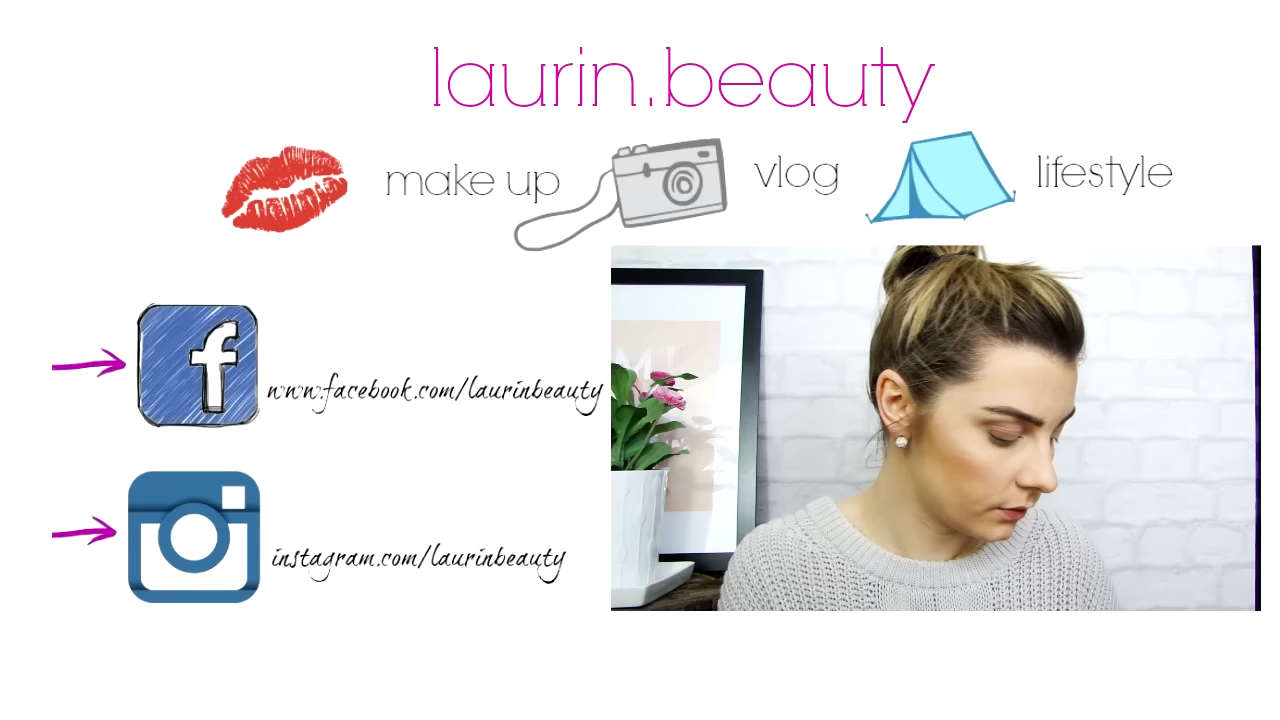 laurin.beauty
make up
vlog
lifestyle
www.facebook.com/laurinbeauty
instagram.com/laurinbeauty